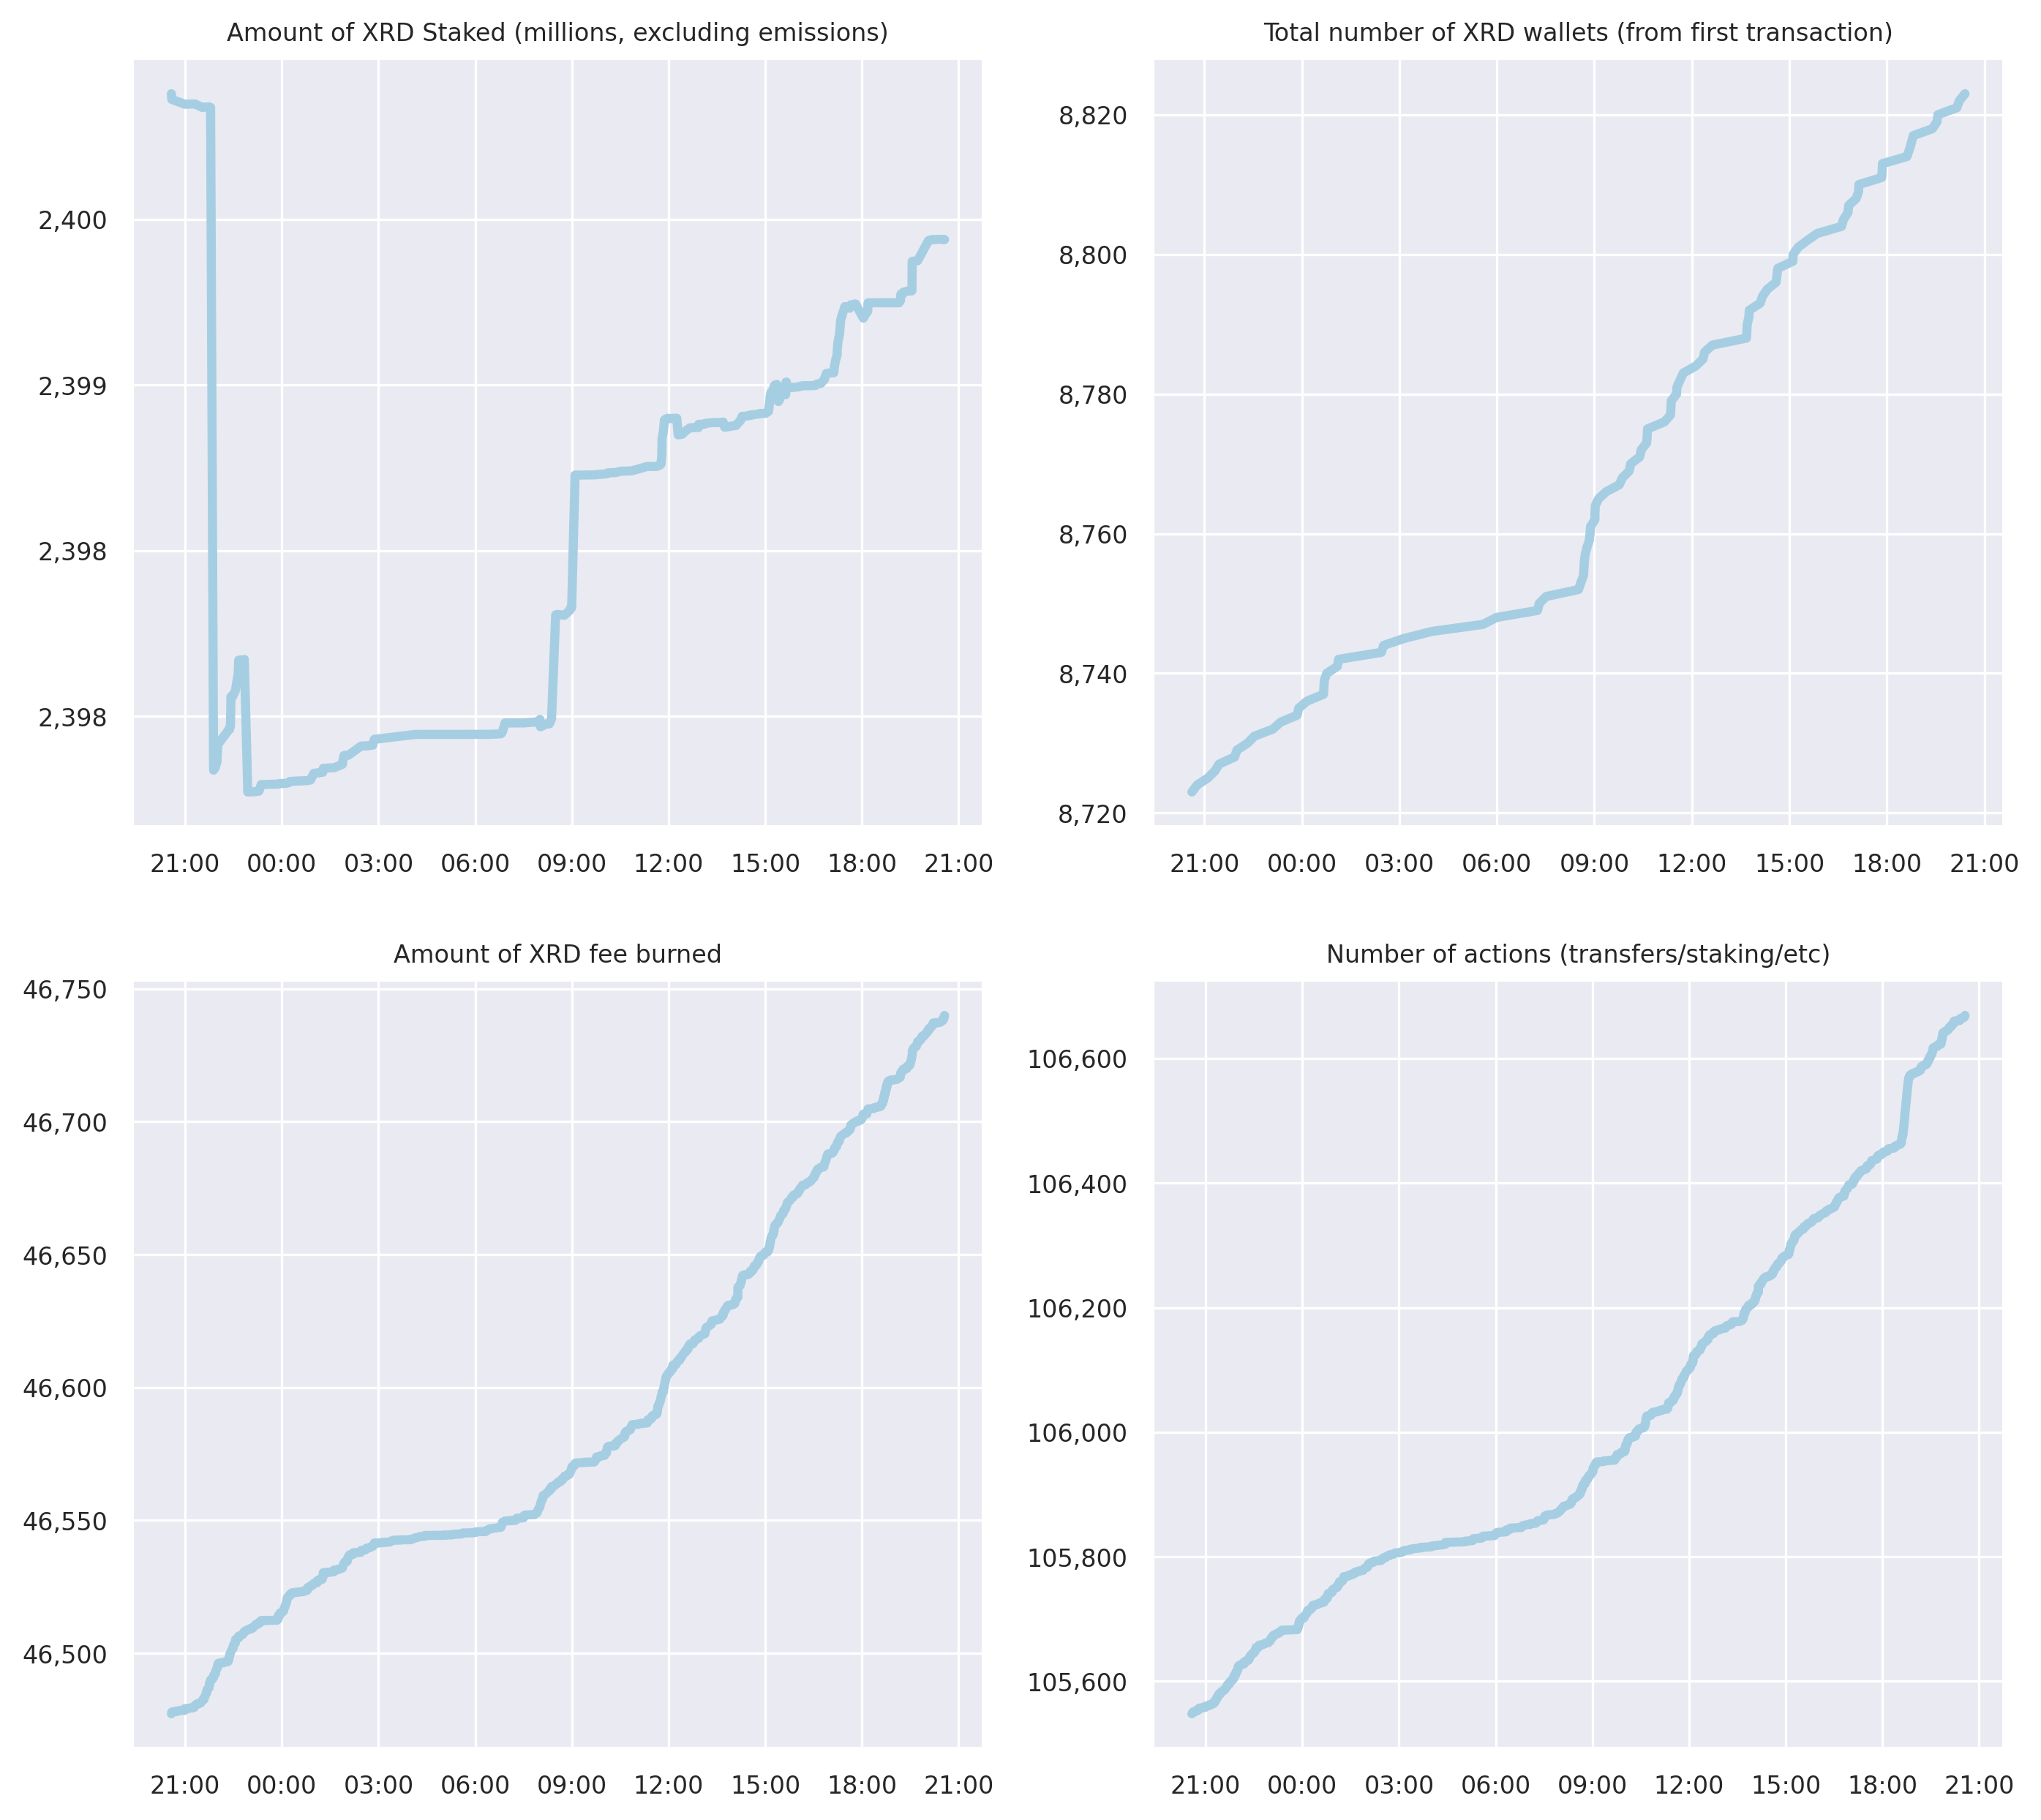 Amount of XRD Staked (millions, excluding emissions)
2,400
2,399
2,398
2,398
21:00 00:00 03:00 06:00 09:00 12:00 15:00 18:00 21:00
Total number of XRD wallets (from first transaction)
8,820
8,800
8,780
8,760
8,740
8,720
21:00 00:00 03:00 06:00 09:00 12:00 15:00 18:00 21:00
Amount of XRD fee burned
46,750
46,700
46,650
46,600
46,550
46,500
21:00 00:00 03:00 06:00 09:00 12:00 15:00 18:00 21:00
Number of actions (transfers/staking/etc)
106,600
106,400
106,200
106,000
105,800
105,600
21:00 00:00 03:00 06:00 09:00 12:00 15:00 18:00 21:00